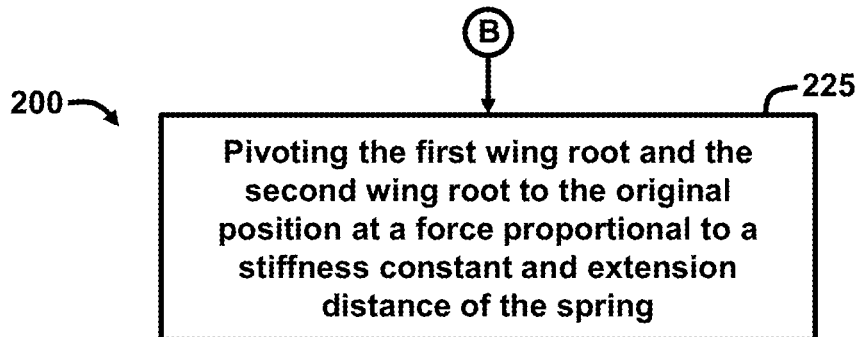 B
200
225
Pivoting the first wing root and the
second wing root to the original
position at a force proportional to a
stiffness constant and extension
distance of the spring